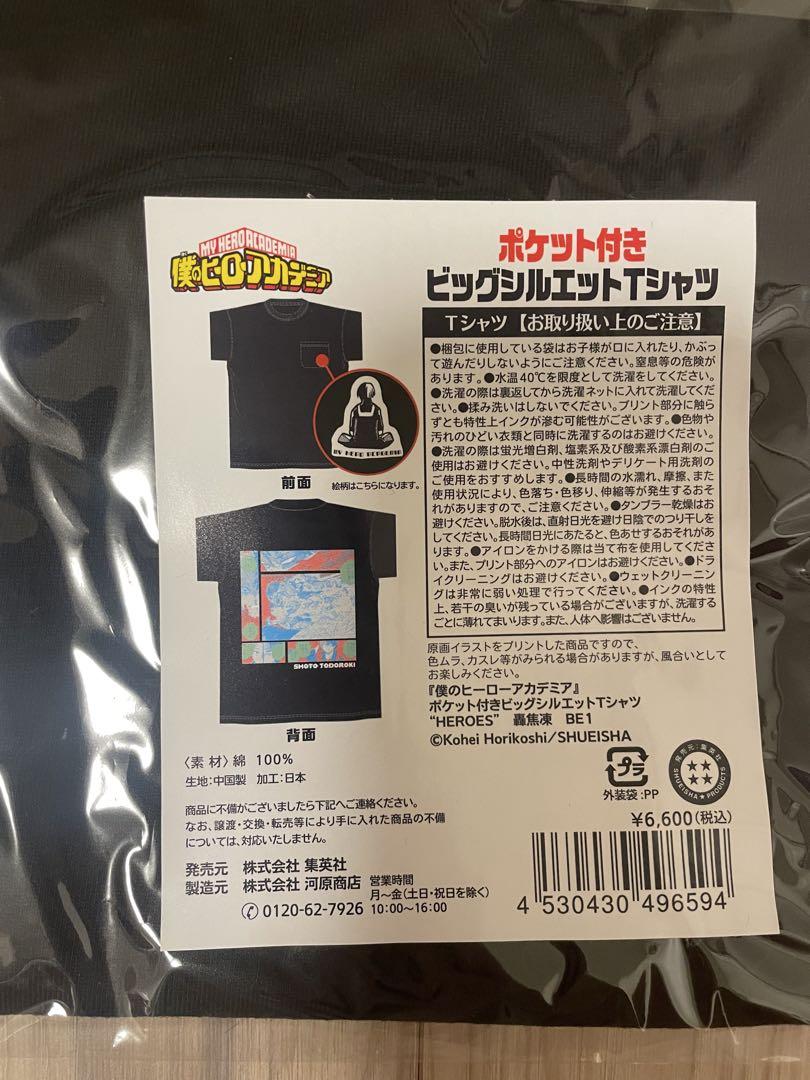 MY HERO ACADEMIA
僕のヒーローアカデミア
ポケット付き
ビッグシルエットTシャツ
Tシャツ【お取り扱い上のご注意】
●梱包に使用している袋はお子様が口に入れたり、かぶっ
て遊んだりしないようにご注意ください。窒息等の危険が
あります。●水温40℃を限度として洗濯をしてください。
●洗濯の際は裏返してから洗濯ネットに入れて洗濯してく
ださい。●揉み洗いはしないでください。プリント部分に触ら
ずとも特性上インクが滲む可能性がございます。●色物や
汚れのひどい衣類と同時に洗濯するのはお避けください。
●洗濯の際は蛍光増白剤、塩素系及び酸素系漂白剤のご
使用はお避けください。中性洗剤やデリケート用洗剤の
ご使用をおすすめします。●長時間の水濡れ、摩擦、また
使用状況により、色落ち・色移り、伸縮等が発生するおそ
れがありますので、ご注意ください。●タンブラー乾燥はお
避けください。脱水後は、直射日光を避け日陰でのつり干しを
してください。長時間日光にあたると、色あせするおそれがあ
ります。●アイロンをかける際は当て布を使用してくださ
い。また、プリント部分へのアイロンはお避けください。●ドラ
イクリーニングはお避けください。●ウェットクリーニン
グは非常に弱い処理で行ってください。●インクの特性
上、若干の臭いが残っている場合がございますが、洗濯する
ごとに薄れてまいります。また、人体へ影響はございません。
MY HERO ACADEMIA
前面
絵柄はこちらになります。
SHOTO TODOROKI
背面
原画イラストをプリントした商品ですので、
色ムラ、カスレ等がみられる場合がありますが、風合いとして
お楽しみください。
『僕のヒーローアカデミア』
ポケット付きビッグシルエットTシャツ
“HEROES” 轟焦凍 BE1
©Kohei Horikoshi/SHUEISHA
〈素材〉綿 100%
生地:中国製 加工:日本
プラ
外装袋:PP
発売元:集英社
SHUEISHA★PRODUCTS
¥6,600(税込)
商品に不備がございましたら下記へご連絡ください。
なお、譲渡・交換・転売等により手に入れた商品の不備
については、対応いたしません。
発売元 株式会社 集英社
製造元 株式会社 河原商店
営業時間
月〜金(土日・祝日を除く)
0120-62-7926 10:00〜16:00
4 530430 496594